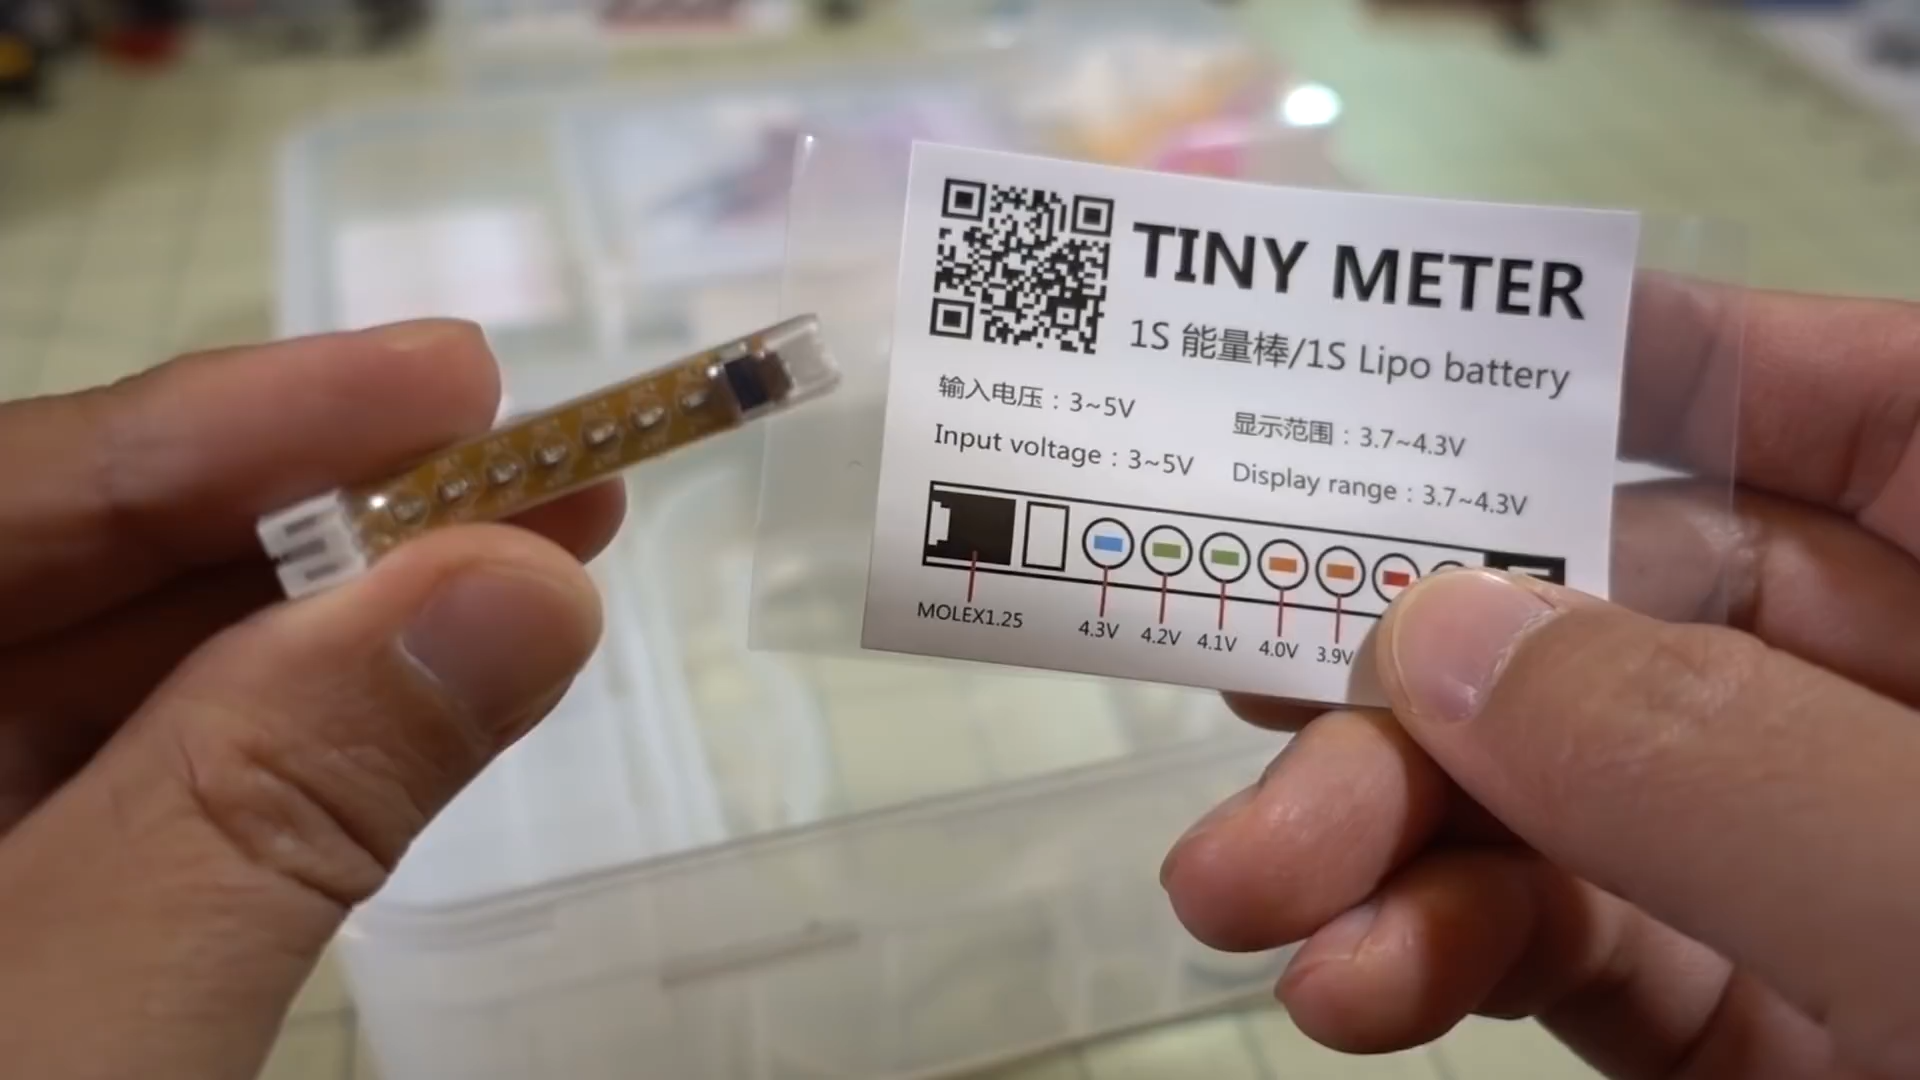 TINY METER
1S 能量棒/1S Lipo battery
输入电压：3~5V
显示范围：3.7~4.3V
Input voltage：3~5V
Display range：3.7~4.3V
MOLEX1.25
4.3V
4.2V
4.1V
4.0V
3.9V